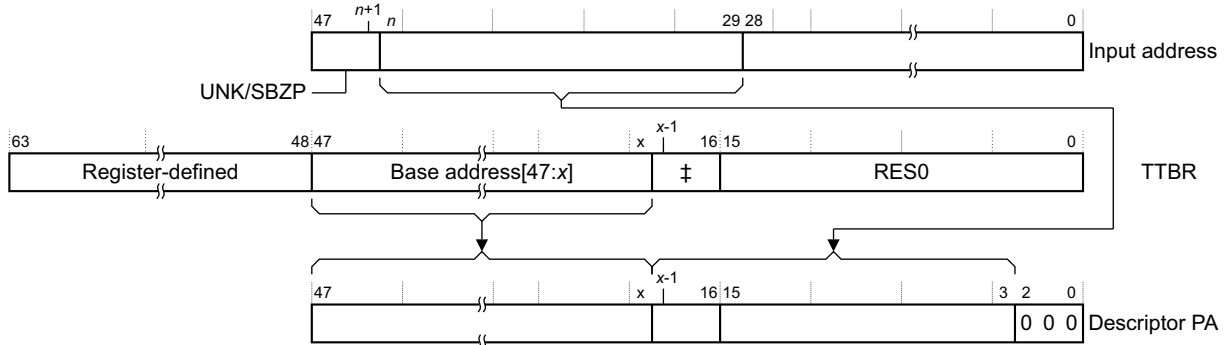 47 n+1 n 29 28 0
Input address
UNK/SBZP
x-1
63 48 47 x 16 15 0
Register-defined Base address[47:x] ‡ RES0 TTBR
x-1
47 x 16 15 3 2 0
0 0 0 Descriptor PA